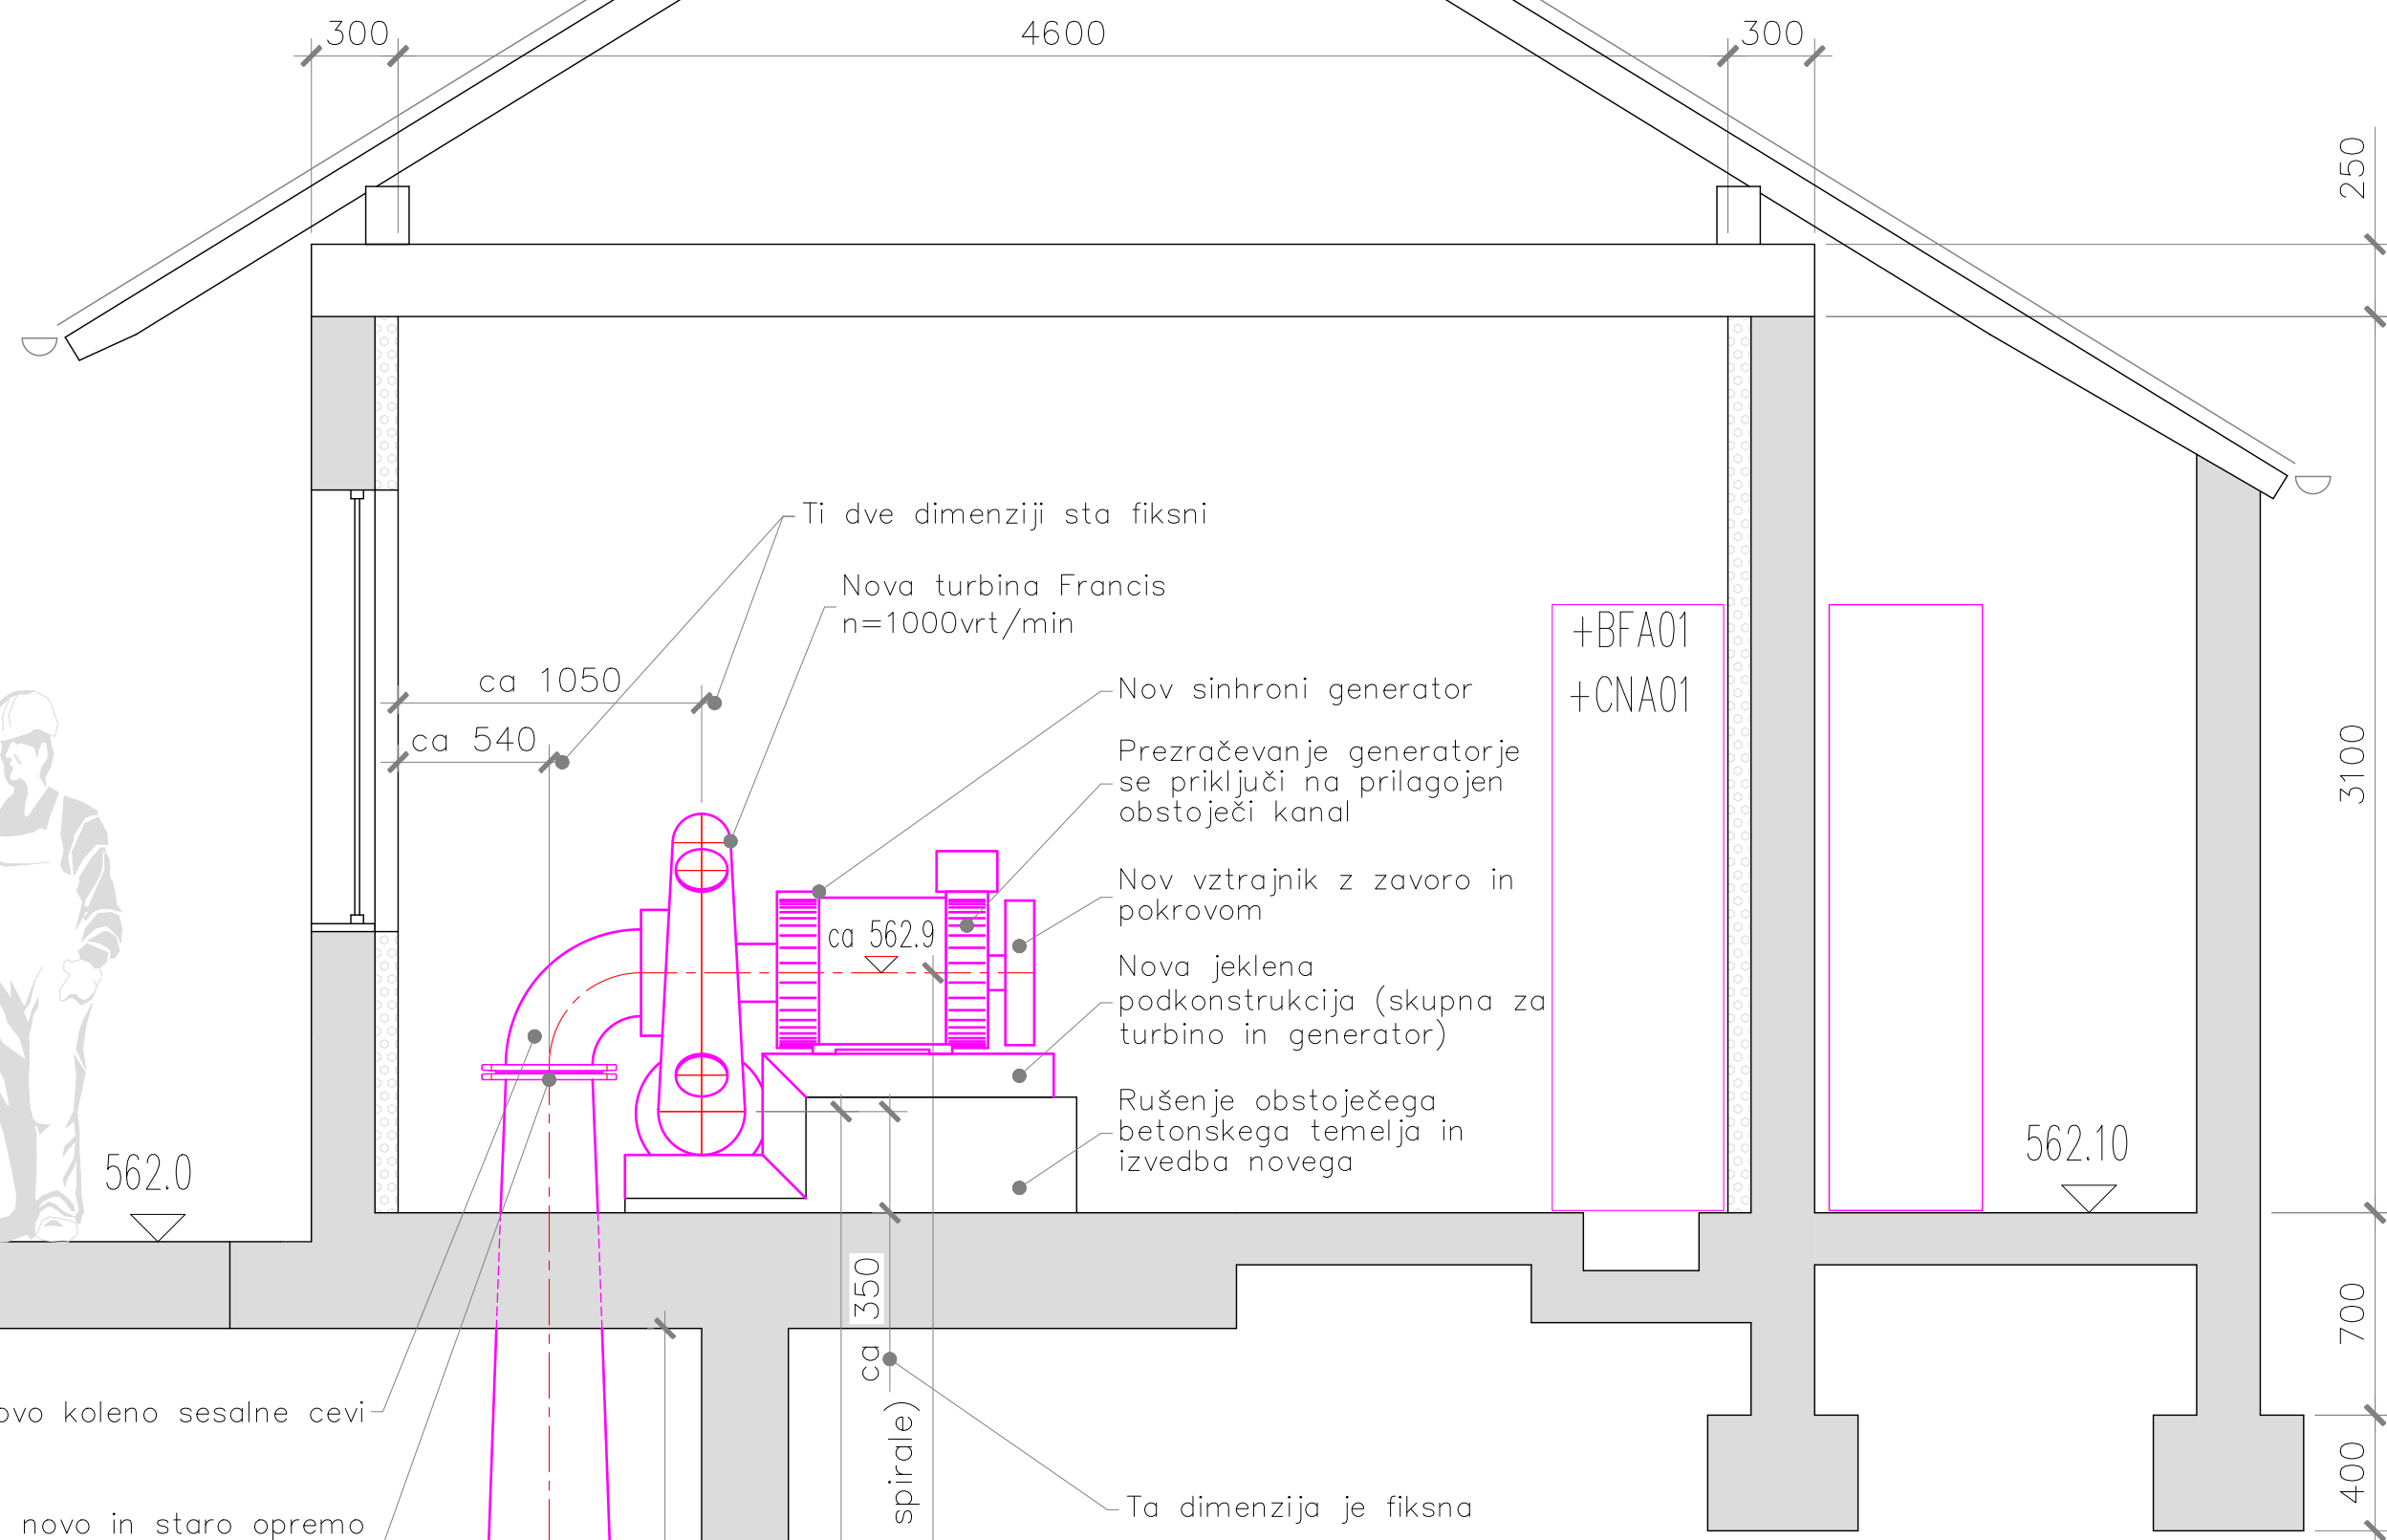 300
4600
300
250
Ti dve dimenziji sta fiksni
Nova turbina Francis
n=1000vrt/min
+BFA01
+CNA01
ca 1050
ca 540
Nov sinhroni generator
Prezračevanje generatorje
se priključi na prilagojen
obstoječi kanal
3100
Nov vztrajnik z zavoro in
pokrovom
ca 562.9
Nova jeklena
podkonstrukcija (skupna za
turbino in generator)
Rušenje obstoječega
betonskega temelja in
izvedba novega
562.0
562.10
ca 350
700
koleno sesalne cevi
spirale)
400
Ta dimenzija je fiksna
novo in staro opremo